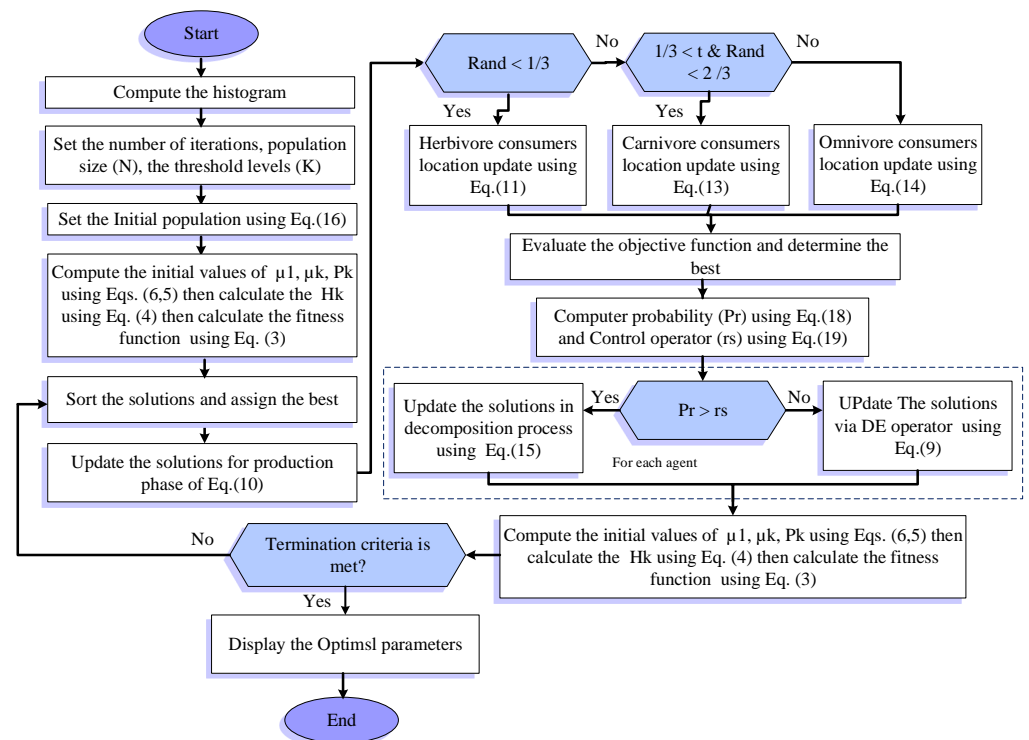 Start
Compute the histogram
Set the number of iterations, population
size (N), the threshold levels (K)
Set the Initial population using Eq.(16)
Compute the initial values of µ1, µk, Pk
using Eqs. (6,5) then calculate the Hk
using Eq. (4) then calculate the fitness
function using Eq. (3)
Sort the solutions and assign the best
Update the solutions for production
phase of Eq.(10)
Rand < 1/3
No
1/3 < t & Rand
< 2 /3
No
Yes
Yes
Herbivore consumers
location update using
Eq.(11)
Carnivore consumers
location update using
Eq.(13)
Omnivore consumers
location update using
Eq.(14)
Evaluate the objective function and determine the
best
Computer probability (Pr) using Eq.(18)
and Control operator (rs) using Eq.(19)
Update the solutions in
decomposition process
using Eq.(15)
Yes
Pr > rs
No
UPdate The solutions
via DE operator using
Eq.(9)
For each agent
Compute the initial values of µ1, µk, Pk using Eqs. (6,5) then
calculate the Hk using Eq. (4) then calculate the fitness
function using Eq. (3)
No
Termination criteria is
met?
Yes
Display the Optimsl parameters
End